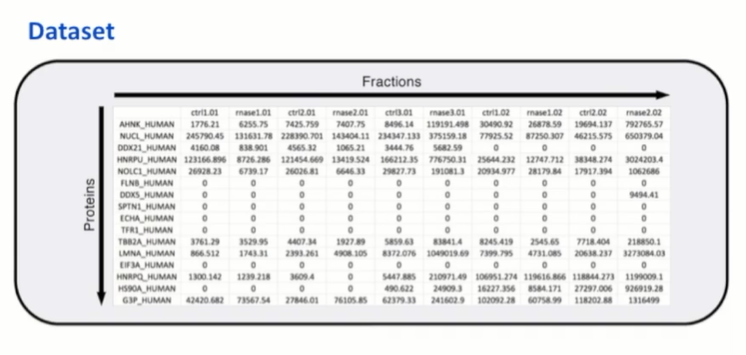 Dataset
Fractions
Proteins
ctrl1.01 rnase1.01 ctrl2.01 rnase2.01 ctrl3.01 rnase3.01 ctrl1.02 rnase1.02 ctrl2.02 rnase2.02
AHNK_HUMAN 1776.21 6255.75 7425.759 7407.75 8496.14 119191.498 30490.92 26878.59 19694.137 792765.57
NUCL_HUMAN 245790.45 131631.78 228390.701 143404.11 234347.133 375159.18 77925.52 87250.307 46215.575 650379.04
DDX21_HUMAN 4160.08 838.901 4565.32 1065.21 3444.76 5682.59 0 0 0 0
HNRPU_HUMAN 123166.896 8726.286 121454.669 13419.524 166212.35 776750.31 25644.232 12747.712 38348.274 3024203.4
NOLC1_HUMAN 26928.23 6739.17 26026.81 6646.33 29827.73 191081.3 20934.977 28179.84 17917.394 1062686
FLNB_HUMAN 0 0 0 0 0 0 0 0 0 0
DDX5_HUMAN 0 0 0 0 0 0 0 0 0 9494.41
SPTN1_HUMAN 0 0 0 0 0 0 0 0 0 0
ECHA_HUMAN 0 0 0 0 0 0 0 0 0 0
TFR1_HUMAN 0 0 0 0 0 0 0 0 0 0
TBB2A_HUMAN 3761.29 3529.95 4407.34 1927.89 5859.63 83841.4 8245.419 2545.65 7718.404 218850.1
LMNA_HUMAN 866.512 1743.31 2393.261 4908.105 8372.076 1049019.69 7399.795 4731.085 20638.237 3273084.03
EIF3A_HUMAN 0 0 0 0 0 0 0 0 0 0
HNRPQ_HUMAN 1300.142 1239.218 3609.4 0 5447.885 210971.49 106951.274 119616.866 118844.273 1199009.1
HS90A_HUMAN 0 0 0 0 490.622 24909.3 16227.356 8584.171 27297.006 926919.28
G3P_HUMAN 42420.682 73567.54 27846.01 76105.85 62379.33 241602.9 102092.28 60758.99 118202.88 1316499